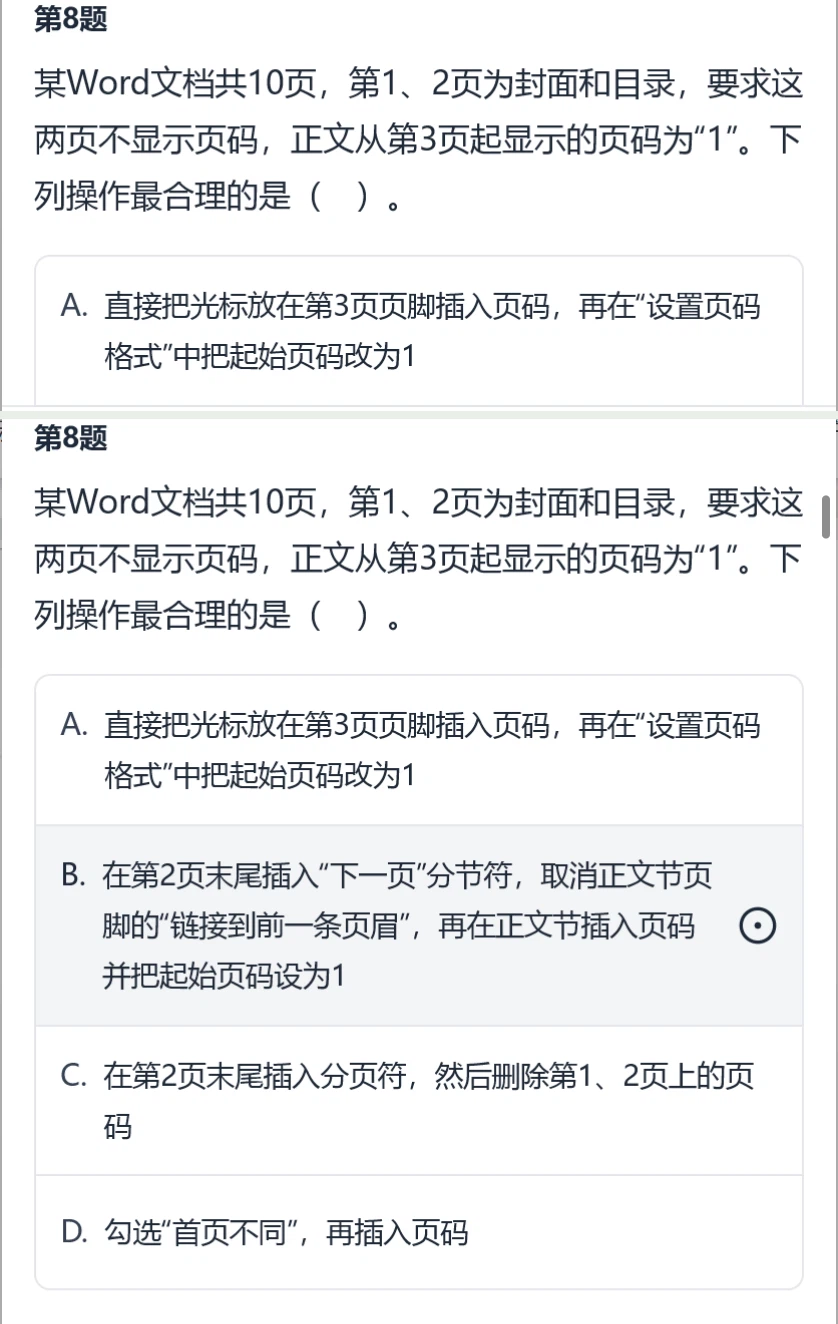 第8题
某Word文档共10页，第1、2页为封面和目录，要求这
两页不显示页码，正文从第3页起显示的页码为“1”。下
列操作最合理的是（　）。
A. 直接把光标放在第3页页脚插入页码，再在“设置页码
格式”中把起始页码改为1
第8题
某Word文档共10页，第1、2页为封面和目录，要求这
两页不显示页码，正文从第3页起显示的页码为“1”。下
列操作最合理的是（　）。
A. 直接把光标放在第3页页脚插入页码，再在“设置页码
格式”中把起始页码改为1
B. 在第2页末尾插入“下一页”分节符，取消正文节页
脚的“链接到前一条页眉”，再在正文节插入页码
并把起始页码设为1
C. 在第2页末尾插入分页符，然后删除第1、2页上的页
码
D. 勾选“首页不同”，再插入页码